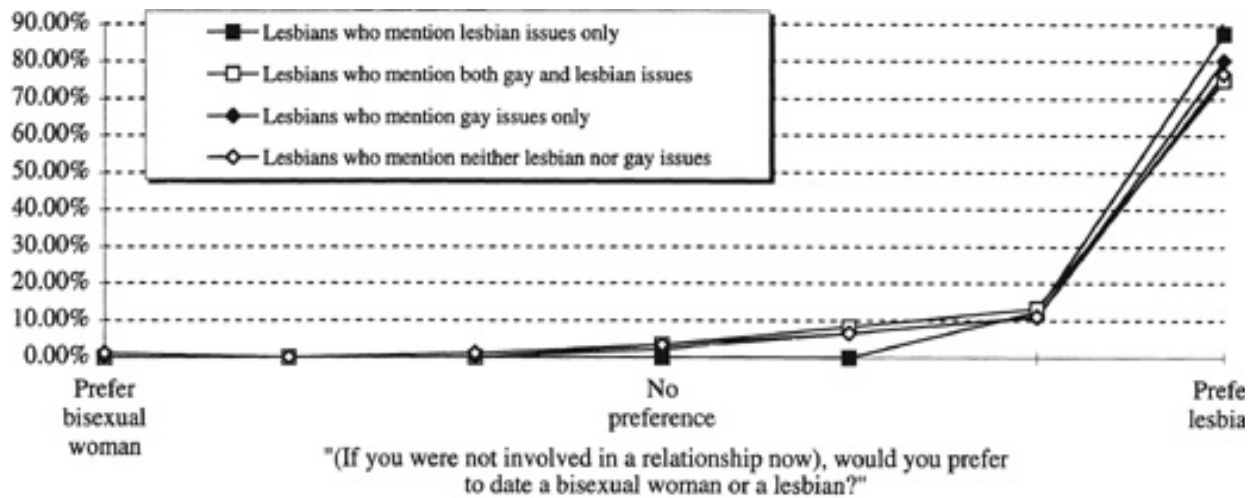 90.00%
80.00%
70.00%
60.00%
50.00%
40.00%
30.00%
20.00%
10.00%
0.00%
Lesbians who mention lesbian issues only
Lesbians who mention both gay and lesbian issues
Lesbians who mention gay issues only
Lesbians who mention neither lesbian nor gay issues
Prefer
bisexual
woman
No
preference
Prefe
lesbia
"(If you were not involved in a relationship now), would you prefer
to date a bisexual woman or a lesbian?"